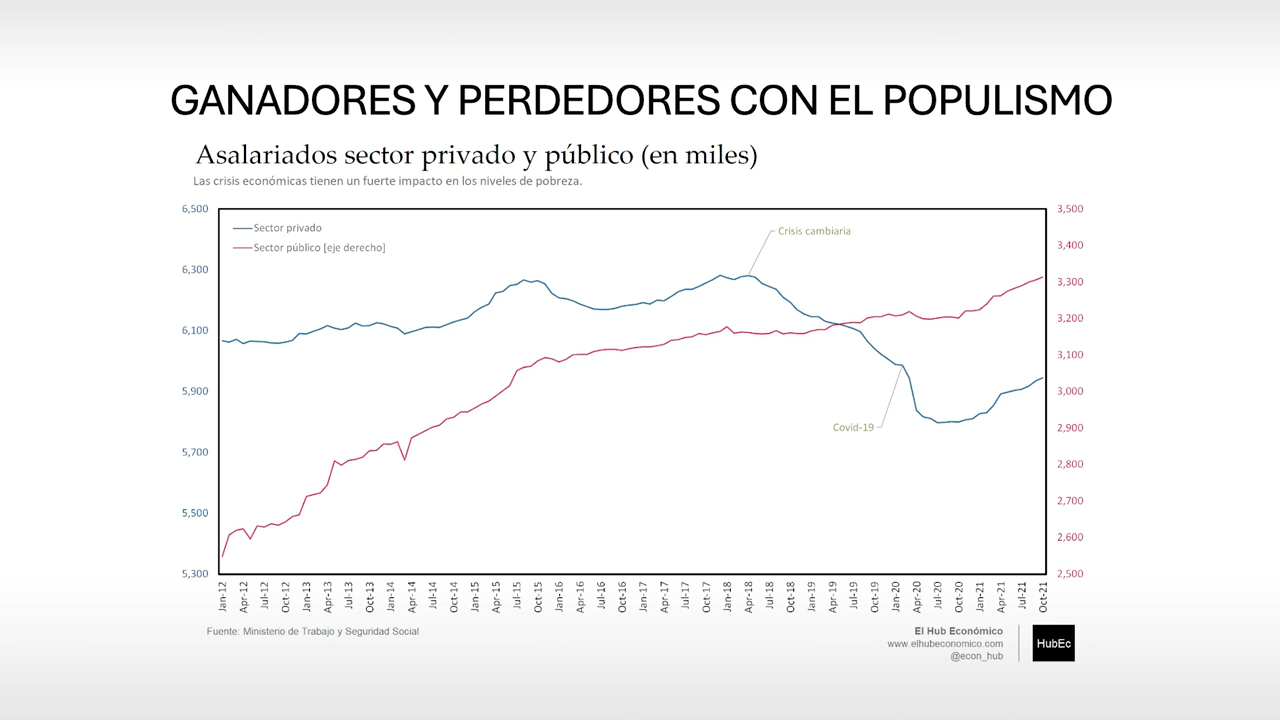 GANADORES Y PERDEDORES CON EL POPULISMO
Asalariados sector privado y público (en miles)
Las crisis económicas tienen un fuerte impacto en los niveles de pobreza.
6,500
6,300
6,100
5,900
5,700
5,500
5,300
Sector privado
Sector público [eje derecho]
Crisis cambiaria
Covid-19
3,500
3,400
3,300
3,200
3,100
3,000
2,900
2,800
2,700
2,600
2,500
Jan-12
Apr-12
Jul-12
Oct-12
Jan-13
Apr-13
Jul-13
Oct-13
Jan-14
Apr-14
Jul-14
Oct-14
Jan-15
Apr-15
Jul-15
Oct-15
Jan-16
Apr-16
Jul-16
Oct-16
Jan-17
Apr-17
Jul-17
Oct-17
Jan-18
Apr-18
Jul-18
Oct-18
Jan-19
Apr-19
Jul-19
Oct-19
Jan-20
Apr-20
Jul-20
Oct-20
Jan-21
Apr-21
Jul-21
Oct-21
Fuente: Ministerio de Trabajo y Seguridad Social
El Hub Económico
www.elhubeconomico.com
@econ_hub
HubEc